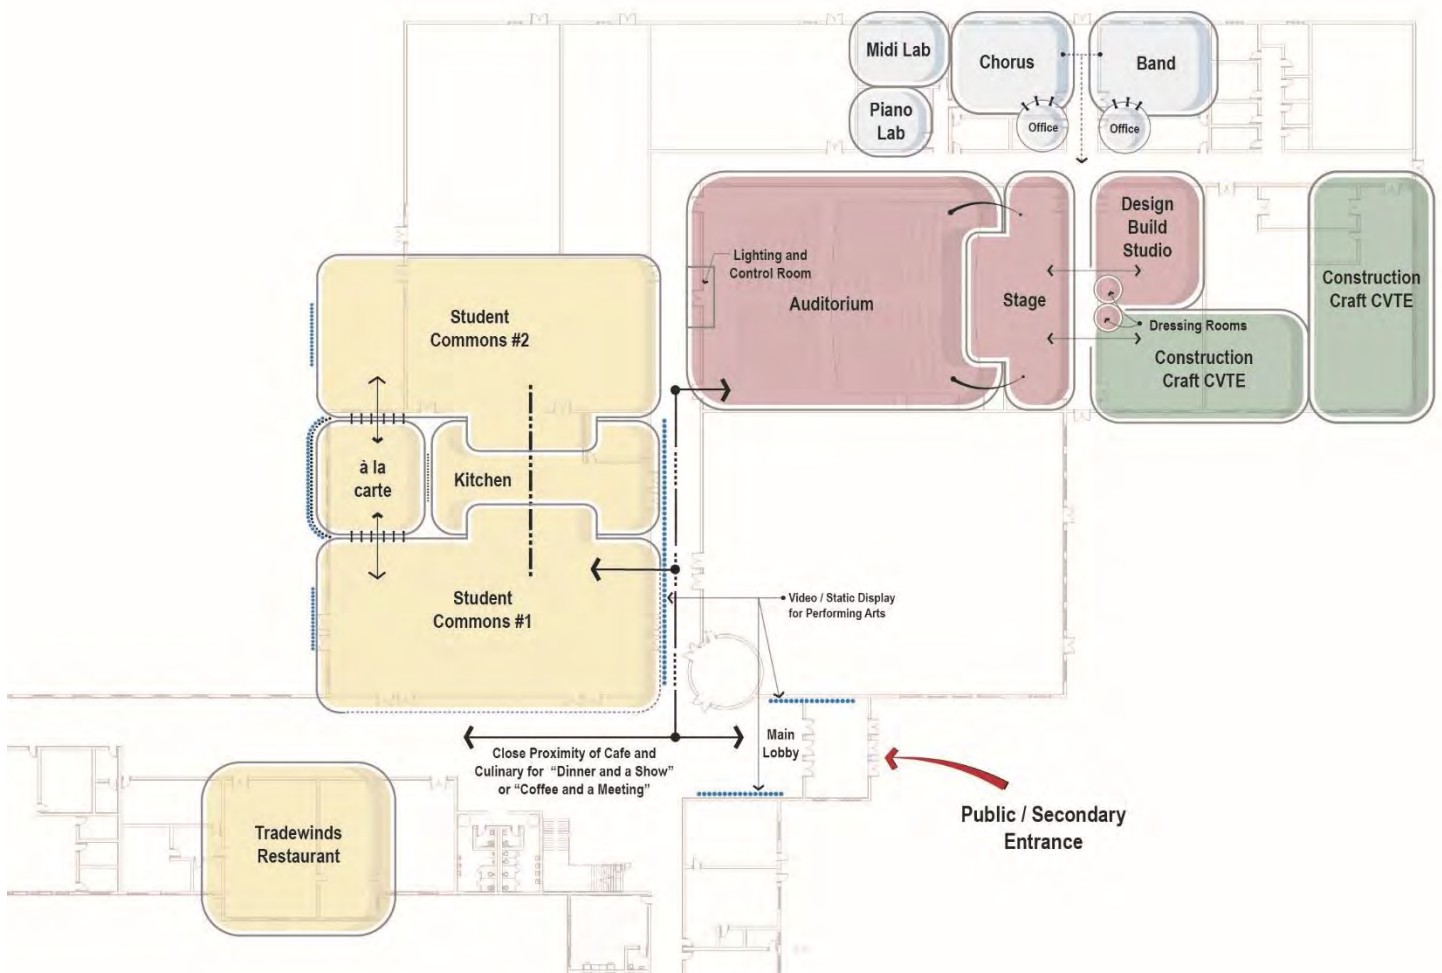 Midi Lab
Chorus
Band
Piano
Lab
Office
Office
Design
Build
Studio
Lighting and
Control Room
Auditorium
Stage
Construction
Craft CVTE
Dressing Rooms
Construction
Craft CVTE
Student
Commons #2
à la
carte
Kitchen
Student
Commons #1
Video / Static Display
for Performing Arts
Main
Lobby
Close Proximity of Cafe and
Culinary for “Dinner and a Show”
or “Coffee and a Meeting”
Public / Secondary
Entrance
Tradewinds
Restaurant